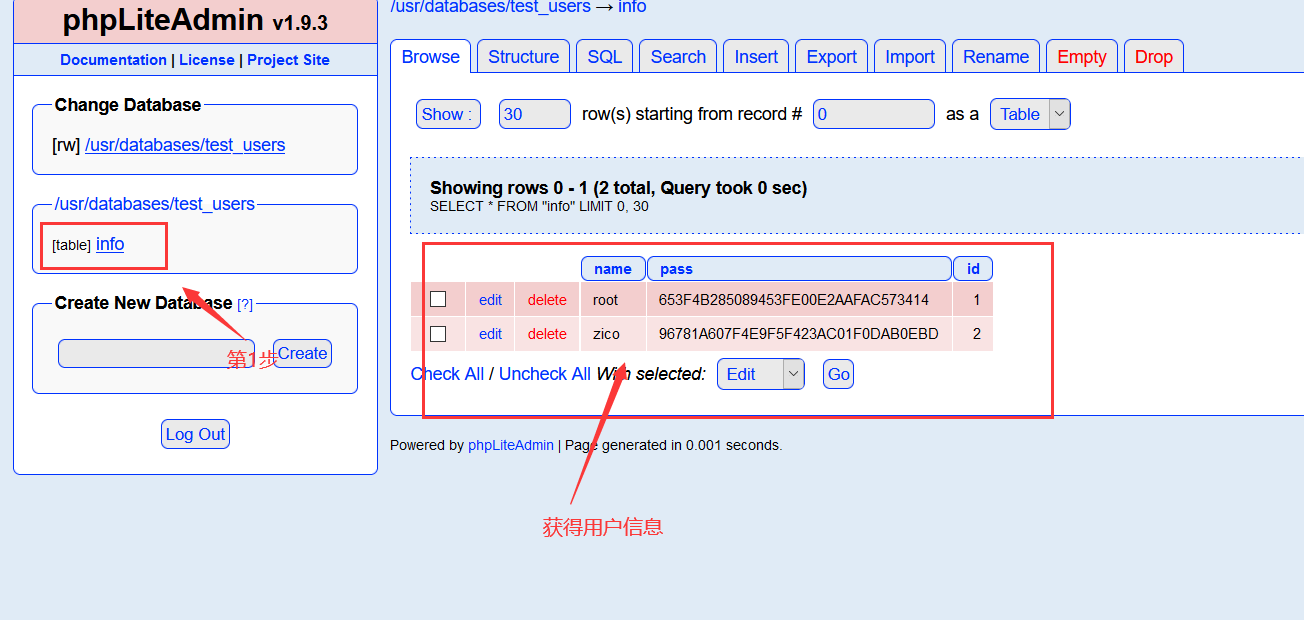 phpLiteAdmin v1.9.3
Documentation | License | Project Site
Change Database
[rw] /usr/databases/test_users
/usr/databases/test_users
[table] info
Create New Database [?]
Create
第1步
Log Out
/usr/databases/test_users → info
Browse Structure SQL Search Insert Export Import Rename Empty Drop
Show : 30 row(s) starting from record # 0 as a Table
Showing rows 0 - 1 (2 total, Query took 0 sec)
SELECT * FROM "info" LIMIT 0, 30
name pass id
edit delete root 653F4B285089453FE00E2AAFAC573414 1
edit delete zico 96781A607F4E9F5F423AC01F0DAB0EBD 2
Check All / Uncheck All With selected: Edit Go
Powered by phpLiteAdmin | Page generated in 0.001 seconds.
获得用户信息